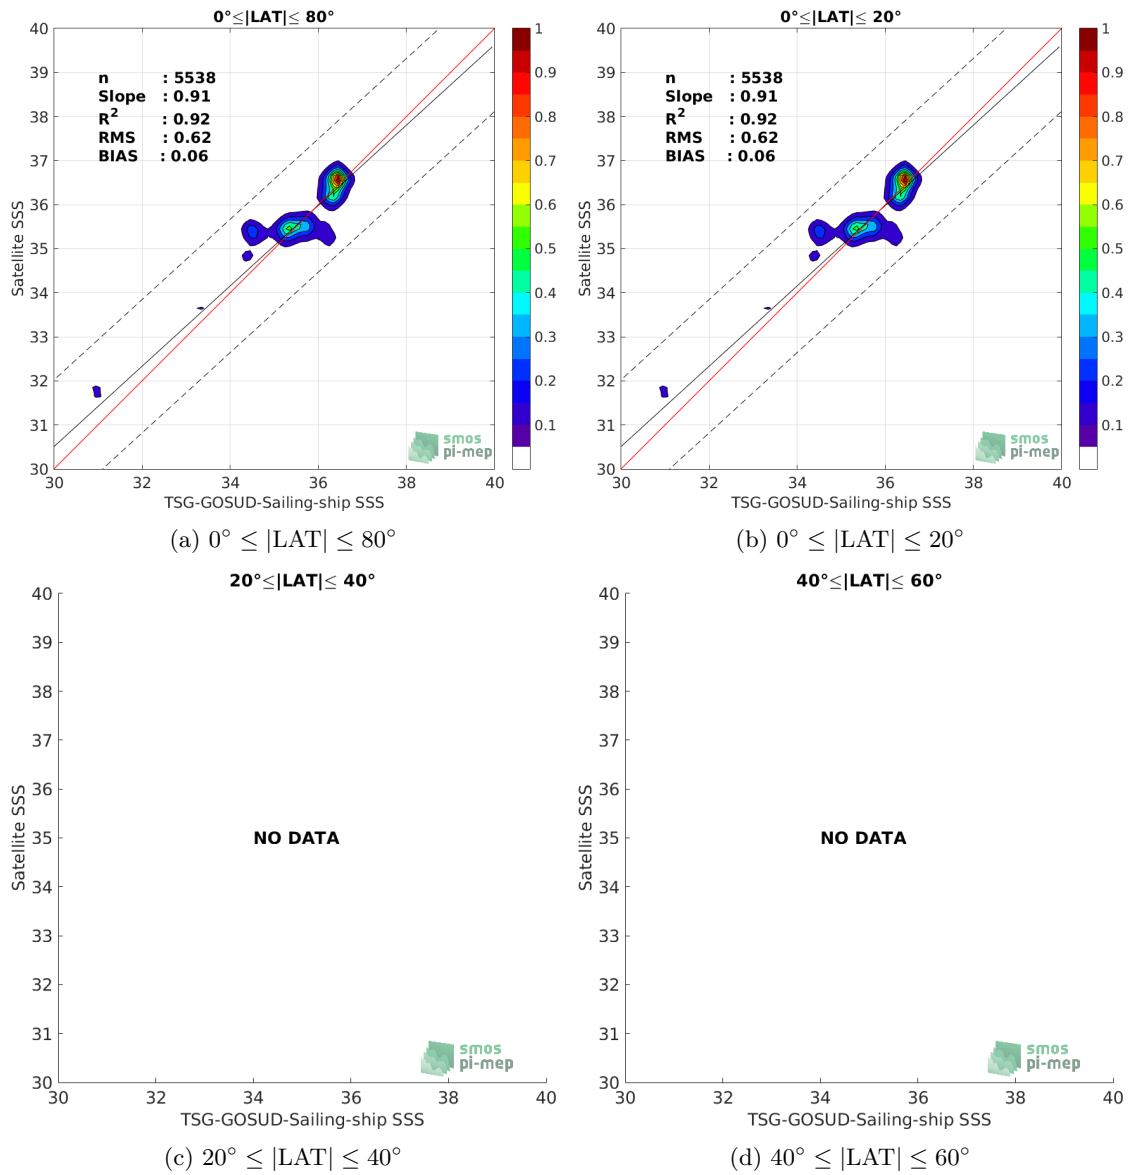 0°≤|LAT|≤ 80°
40
39
38
37
36
35
34
33
32
31
30
Satellite SSS
n : 5538
Slope : 0.91
R² : 0.92
RMS : 0.62
BIAS : 0.06
1
0.9
0.8
0.7
0.6
0.5
0.4
0.3
0.2
0.1
smos
pi-mep
30 32 34 36 38 40
TSG-GOSUD-Sailing-ship SSS
(a) 0° ≤ |LAT| ≤ 80°
0°≤|LAT|≤ 20°
40
39
38
37
36
35
34
33
32
31
30
Satellite SSS
n : 5538
Slope : 0.91
R² : 0.92
RMS : 0.62
BIAS : 0.06
1
0.9
0.8
0.7
0.6
0.5
0.4
0.3
0.2
0.1
smos
pi-mep
30 32 34 36 38 40
TSG-GOSUD-Sailing-ship SSS
(b) 0° ≤ |LAT| ≤ 20°
20°≤|LAT|≤ 40°
40
39
38
37
36
35
34
33
32
31
30
Satellite SSS
NO DATA
smos
pi-mep
30 32 34 36 38 40
TSG-GOSUD-Sailing-ship SSS
(c) 20° ≤ |LAT| ≤ 40°
40°≤|LAT|≤ 60°
40
39
38
37
36
35
34
33
32
31
30
Satellite SSS
NO DATA
smos
pi-mep
30 32 34 36 38 40
TSG-GOSUD-Sailing-ship SSS
(d) 40° ≤ |LAT| ≤ 60°